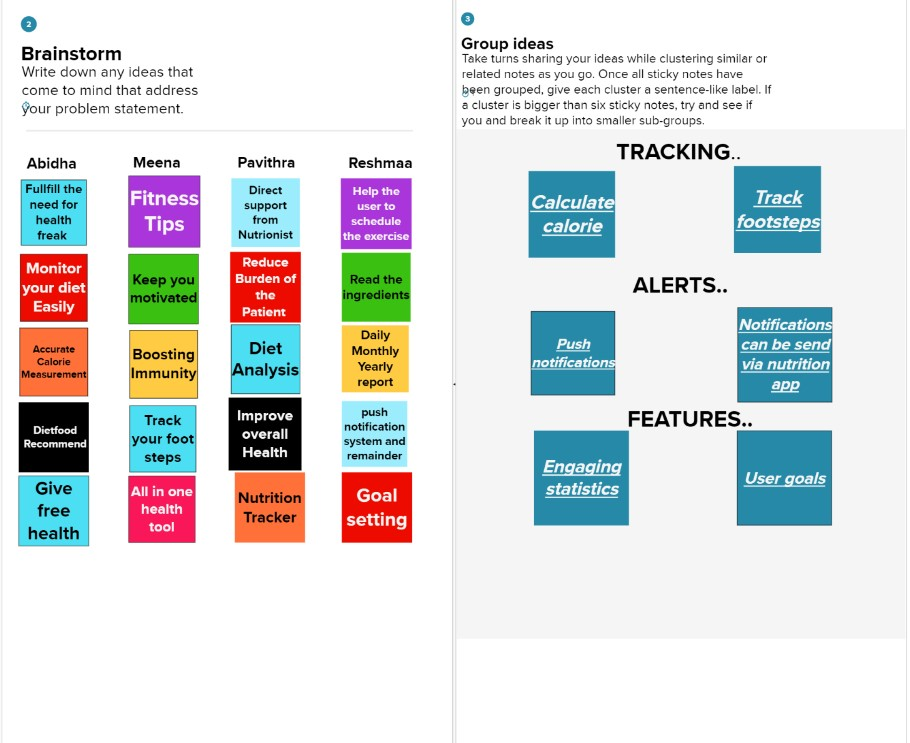 2
Brainstorm
Write down any ideas that
come to mind that address
your problem statement.
Abidha
Meena
Pavithra
Reshmaa
Fullfill the
need for
health
freak
Fitness
Tips
Direct
support
from
Nutrionist
Help the
user to
schedule
the exercise
Monitor
your diet
Easily
Keep you
motivated
Reduce
Burden of
the
Patient
Read the
ingredients
Accurate
Calorie
Measurement
Boosting
Immunity
Diet
Analysis
Daily
Monthly
Yearly
report
Dietfood
Recommend
Track
your foot
steps
Improve
overall
Health
push
notification
system and
remainder
Give
free
health
All in one
health
tool
Nutrition
Tracker
Goal
setting
3
Group ideas
Take turns sharing your ideas while clustering similar or
related notes as you go. Once all sticky notes have
been grouped, give each cluster a sentence-like label. If
a cluster is bigger than six sticky notes, try and see if
you and break it up into smaller sub-groups.
TRACKING..
Calculate
calorie
Track
footsteps
ALERTS..
Push
notifications
Notifications
can be send
via nutrition
app
FEATURES..
Engaging
statistics
User goals